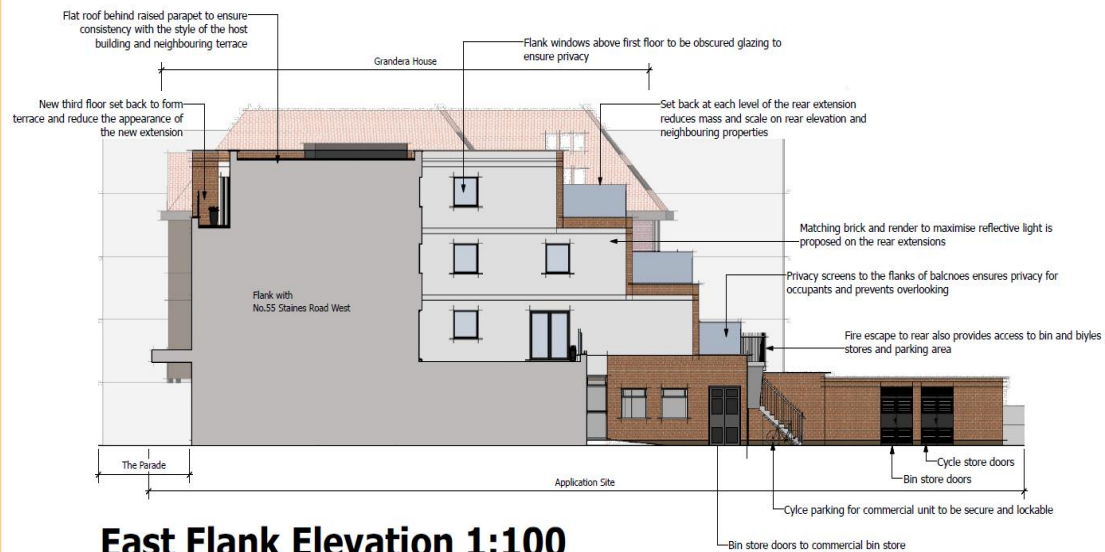 Flat roof behind raised parapet to ensure
consistency with the style of the host
building and neighbouring terrace
Flank windows above first floor to be obscured glazing to
ensure privacy
Grandera House
New third floor set back to form
terrace and reduce the appearance of
the new extension
Set back at each level of the rear extension
reduces mass and scale on rear elevation and
neighbouring properties
Matching brick and render to maximise reflective light is
proposed on the rear extensions
Flank with
No.55 Staines Road West
Privacy screens to the flanks of balcnoes ensures privacy for
occupants and prevents overlooking
Fire escape to rear also provides access to bin and biyles
stores and parking area
The Parade
Application Site
Cycle store doors
Bin store doors
Cylce parking for commercial unit to be secure and lockable
East Flank Elevation 1:100
Bin store doors to commercial bin store